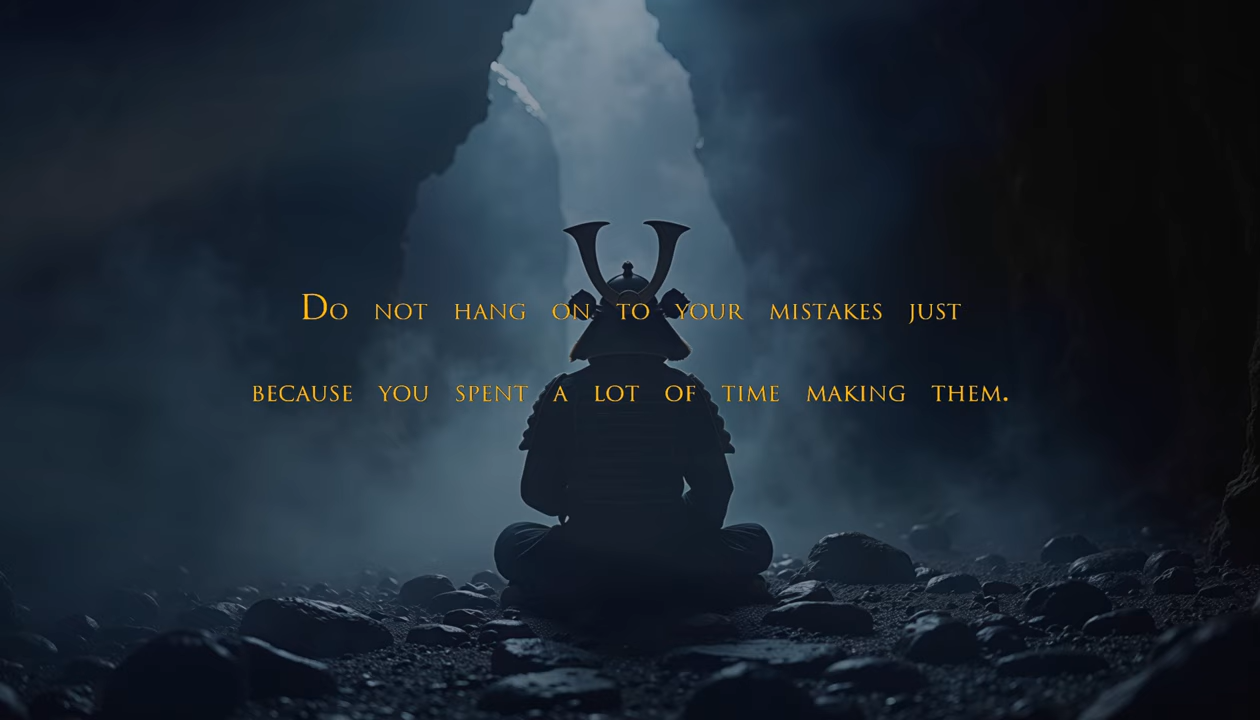 Do not hang on to your mistakes just
because you spent a lot of time making them.